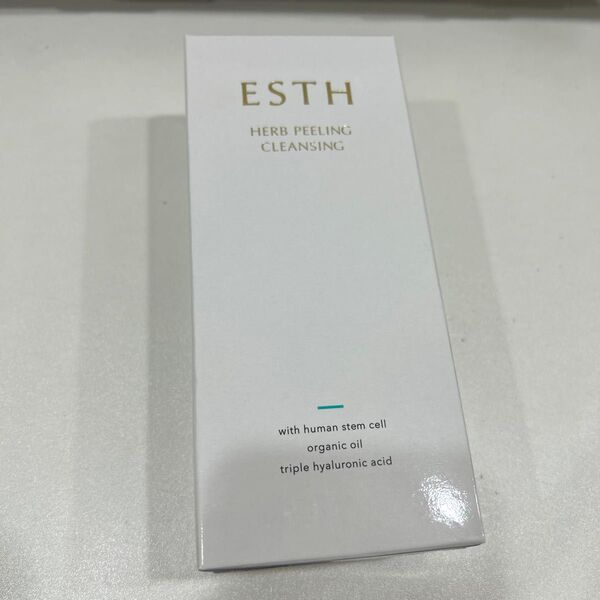 ESTH
HERB PEELING
CLEANSING
with human stem cell
organic oil
triple hyaluronic acid